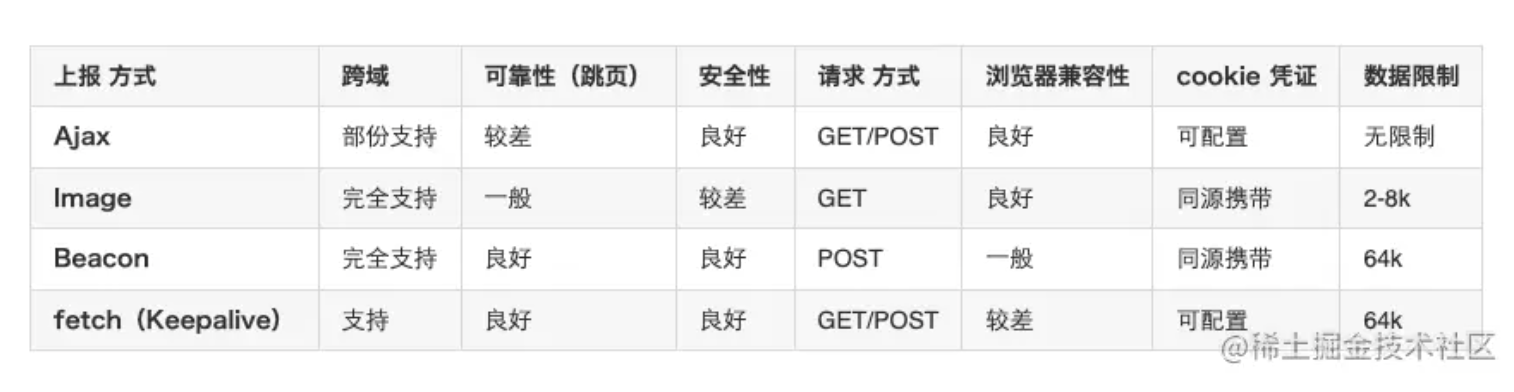 上报 方式 跨域 可靠性（跳页） 安全性 请求 方式 浏览器兼容性 cookie 凭证 数据限制
Ajax 部份支持 较差 良好 GET/POST 良好 可配置 无限制
Image 完全支持 一般 较差 GET 良好 同源携带 2-8k
Beacon 完全支持 良好 良好 POST 一般 同源携带 64k
fetch（Keepalive） 支持 良好 良好 GET/POST 较差 可配置 64k
@稀土掘金技术社区